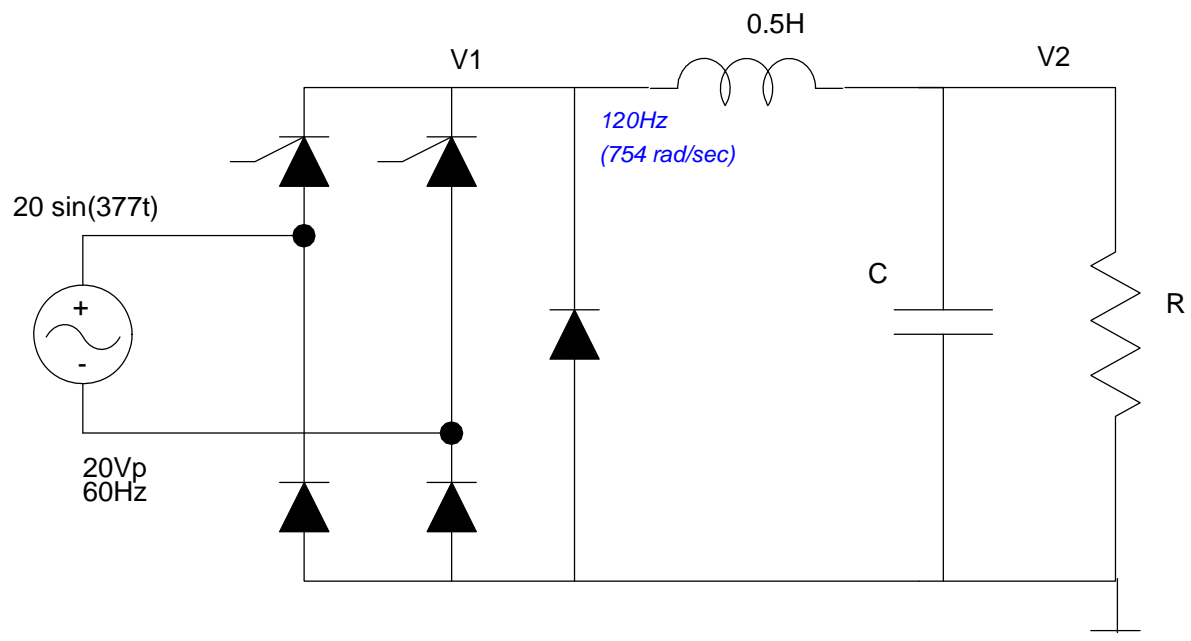 0.5H
V1
V2
120Hz
(754 rad/sec)
20 sin(377t)
+
-
C
R
20Vp
60Hz